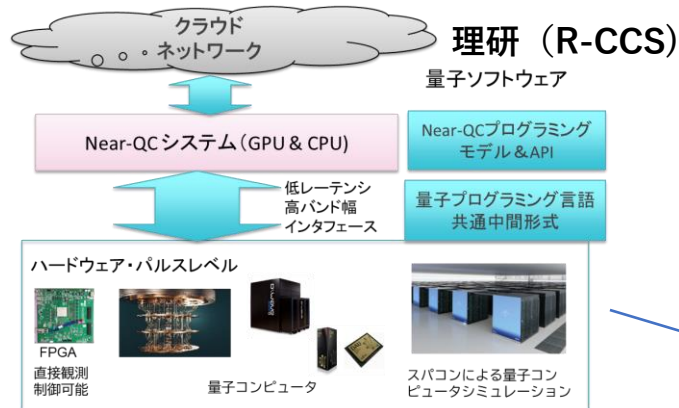 クラウド
ネットワーク
理研（R-CCS）
量子ソフトウェア
Near-QCシステム（GPU & CPU)
Near-QCプログラミング
モデル＆API
低レーテンシ
高バンド幅
インタフェース
量子プログラミング言語
共通中間形式
ハードウェア・パルスレベル
FPGA
直接観測
制御可能
量子コンピュータ
スパコンによる量子コン
ピュータシミュレーション